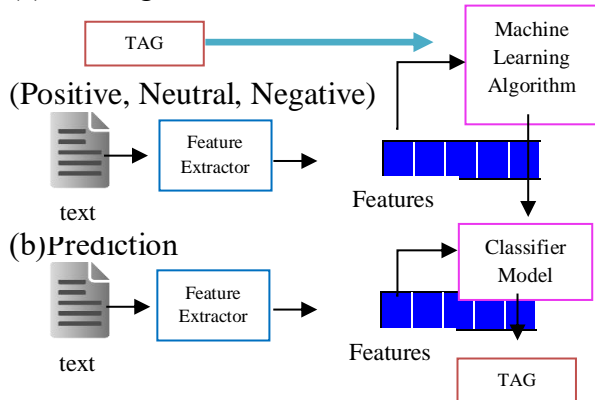 TAG
Machine
Learning
Algorithm
(Positive, Neutral, Negative)
Feature
Extractor
Features
text
(b)Prediction
Classifier
Model
Feature
Extractor
Features
text
TAG